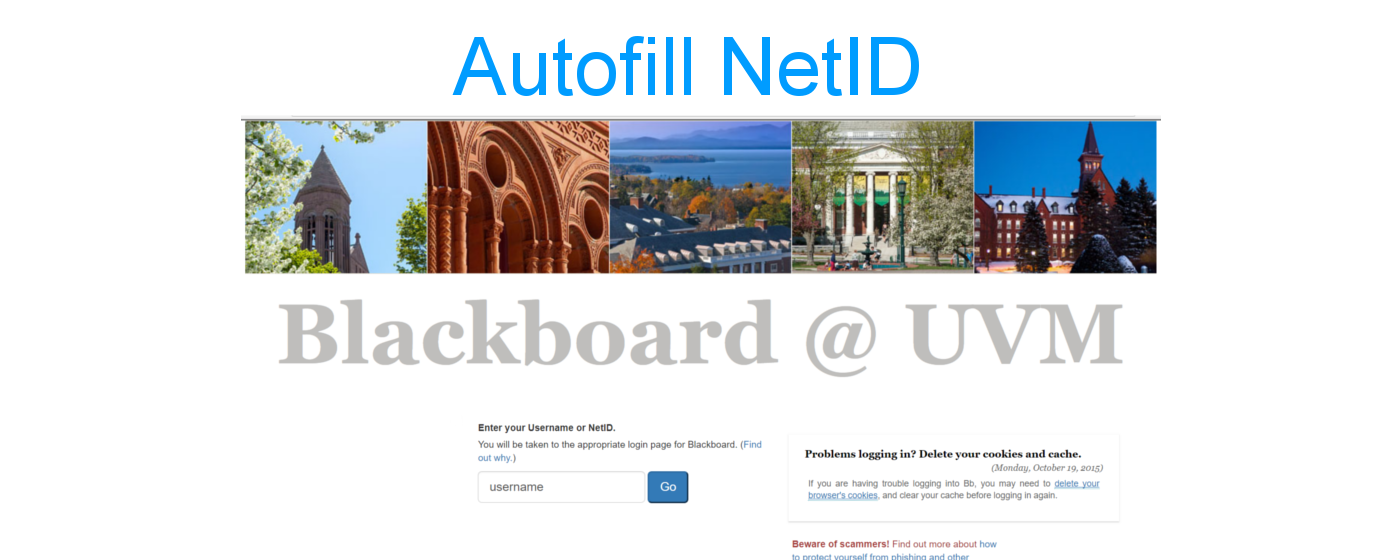 Autofill NetID
Blackboard @ UVM
Enter your Username or NetID.
You will be taken to the appropriate login page for Blackboard. (Find
out why.)
username
Go
Problems logging in? Delete your cookies and cache.
(Monday, October 19, 2015)
If you are having trouble logging into Bb, you may need to delete your
browser's cookies, and clear your cache before logging in again.
Beware of scammers! Find out more about how
to protect yourself from phishing and other